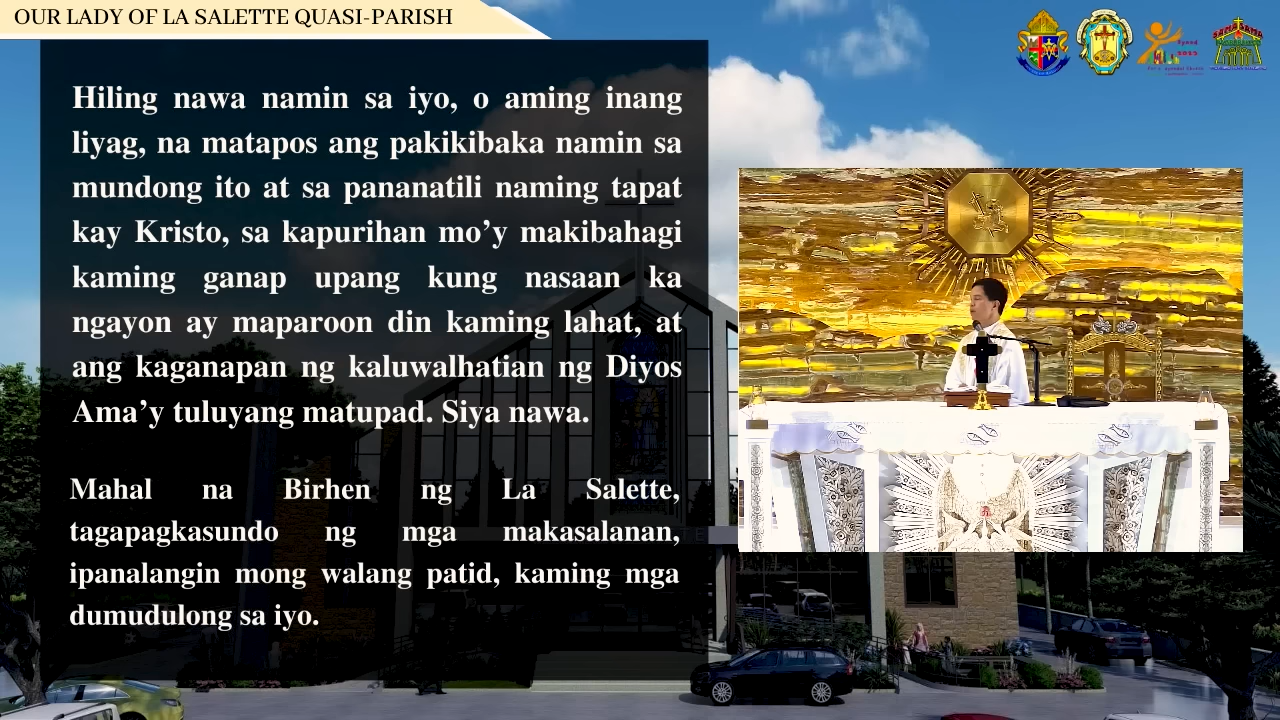 OUR LADY OF LA SALETTE QUASI-PARISH
Hiling nawa namin sa iyo, o aming inang
liyag, na matapos ang pakikibaka namin sa
mundong ito at sa pananatili naming tapat
kay Kristo, sa kapurihan mo’y makibahagi
kaming ganap upang kung nasaan ka
ngayon ay maparoon din kaming lahat, at
ang kaganapan ng kaluwalhatian ng Diyos
Ama’y tuluyang matupad. Siya nawa.
Mahal na Birhen ng La Salette,
tagapagkasundo ng mga makasalanan,
ipanalangin mong walang patid, kaming mga
dumudulong sa iyo.